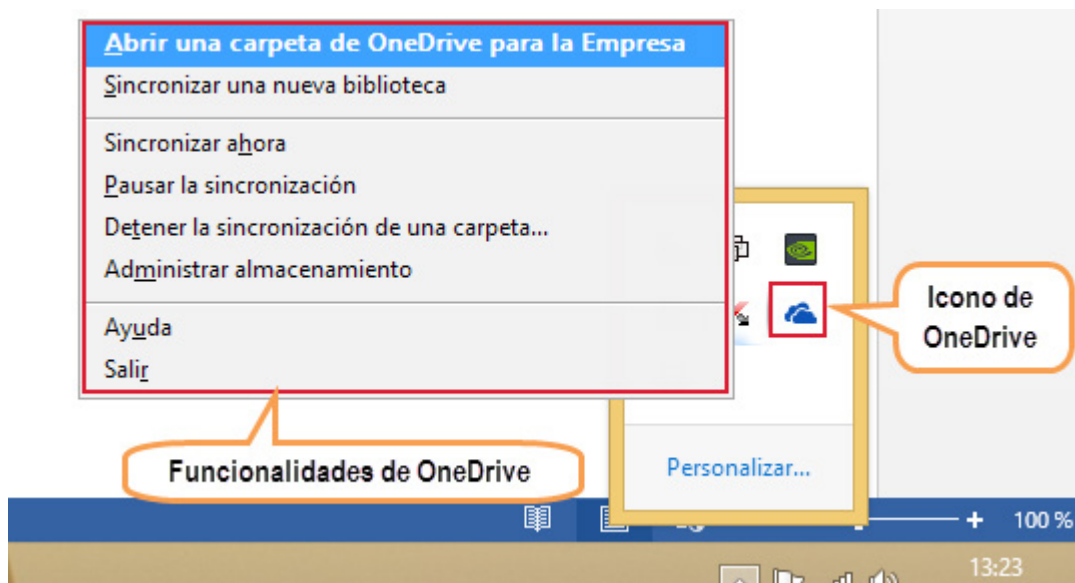 Abrir una carpeta de OneDrive para la Empresa
Sincronizar una nueva biblioteca
Sincronizar ahora
Pausar la sincronización
Detener la sincronización de una carpeta...
Administrar almacenamiento
Ayuda
Salir
Icono de
OneDrive
Funcionalidades de OneDrive
Personalizar...
100 %
13:23